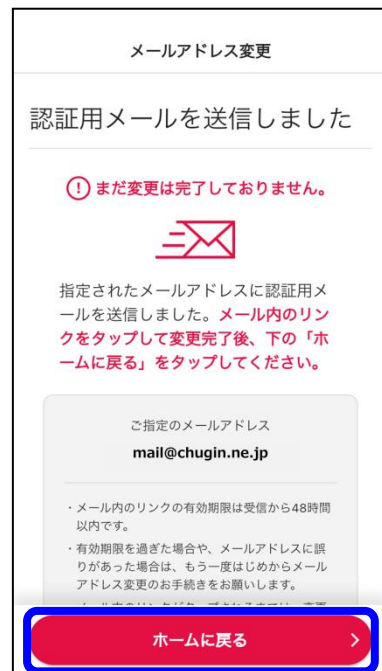 メールアドレス変更
認証用メールを送信しました
! まだ変更は完了しておりません。
指定されたメールアドレスに認証用メ
ールを送信しました。メール内のリン
クをタップして変更完了後、下の「ホ
ームに戻る」をタップしてください。
ご指定のメールアドレス
mail@chugin.ne.jp
・メール内のリンクの有効期限は受信から48時間
以内です。
・有効期限を過ぎた場合や、メールアドレスに誤
りがあった場合は、もう一度はじめからメール
アドレス変更のお手続きをお願いします。
ホームに戻る